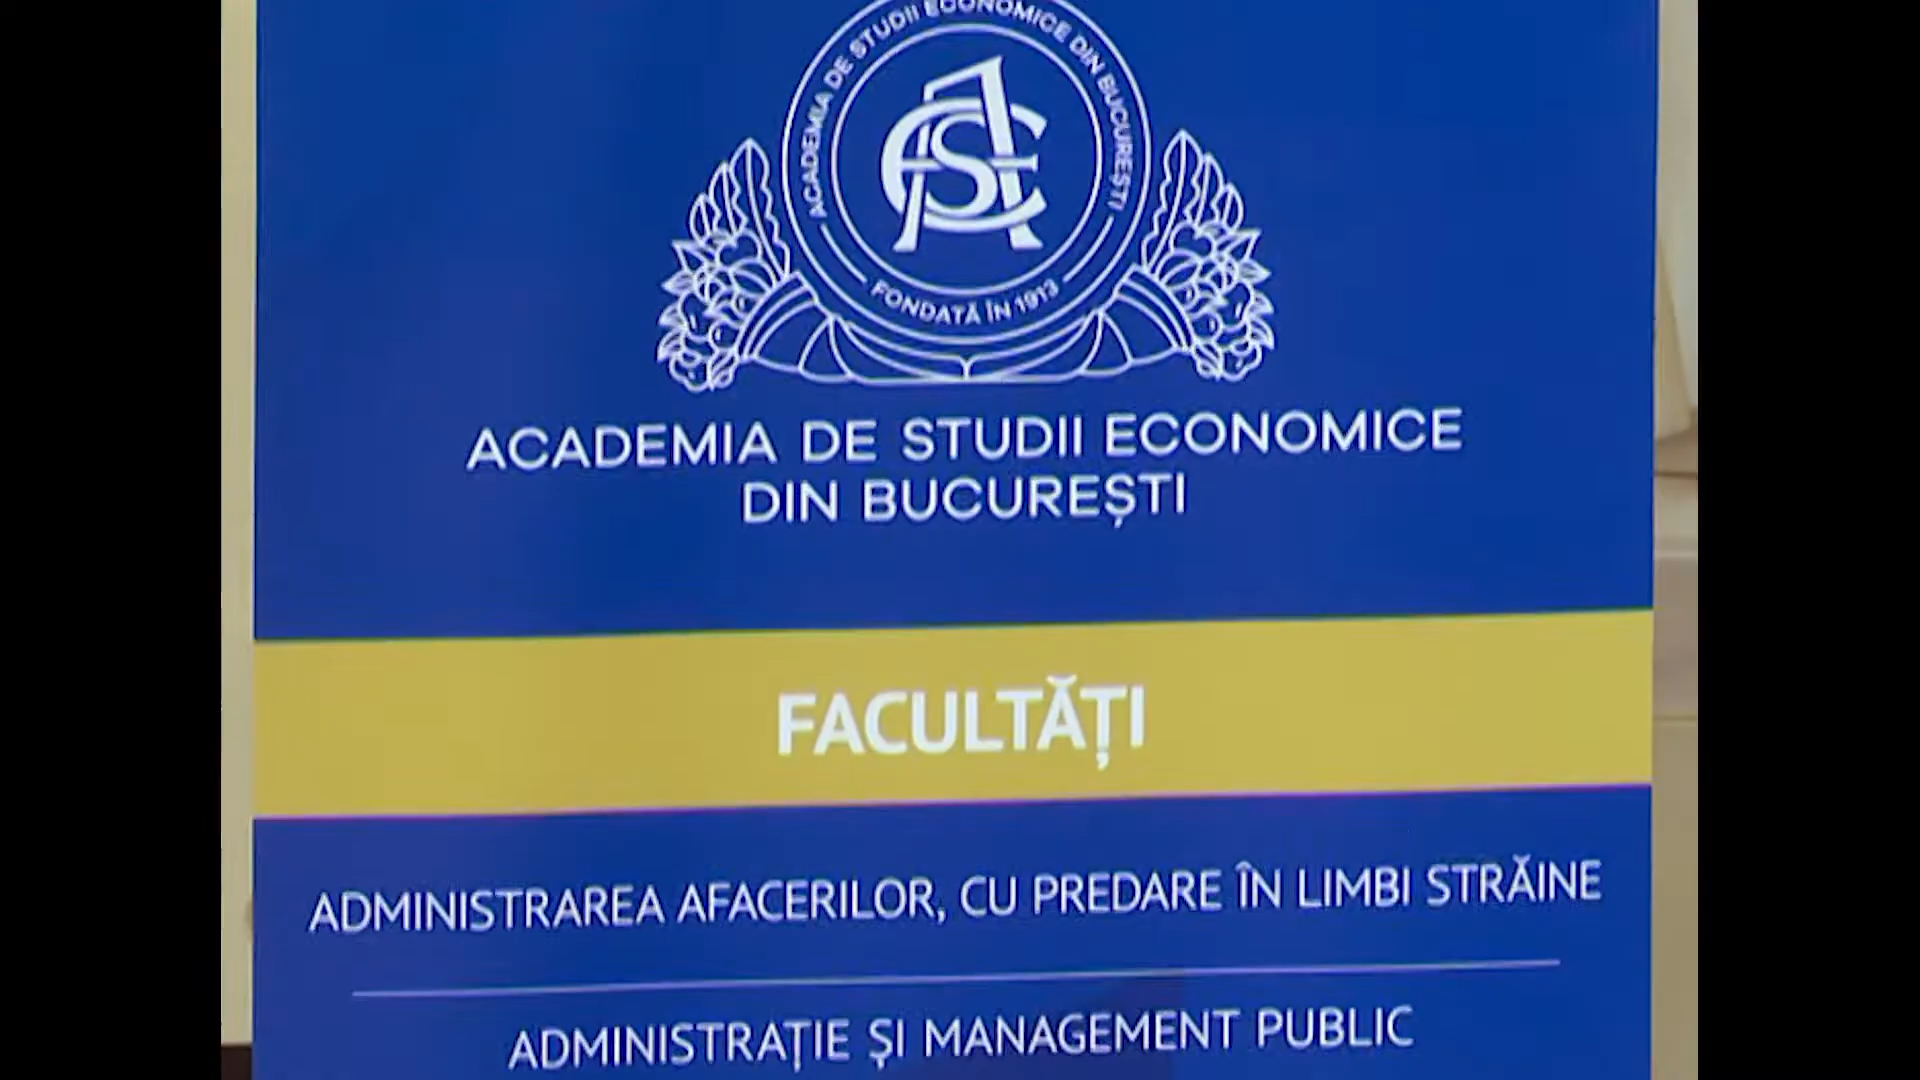 ACADEMIA DE STUDII ECONOMICE DIN BUCUREȘTI
FONDATĂ ÎN 1913
ASE
ACADEMIA DE STUDII ECONOMICE
DIN BUCUREȘTI
FACULTĂȚI
ADMINISTRAREA AFACERILOR, CU PREDARE ÎN LIMBI STRĂINE
ADMINISTRAȚIE ȘI MANAGEMENT PUBLIC